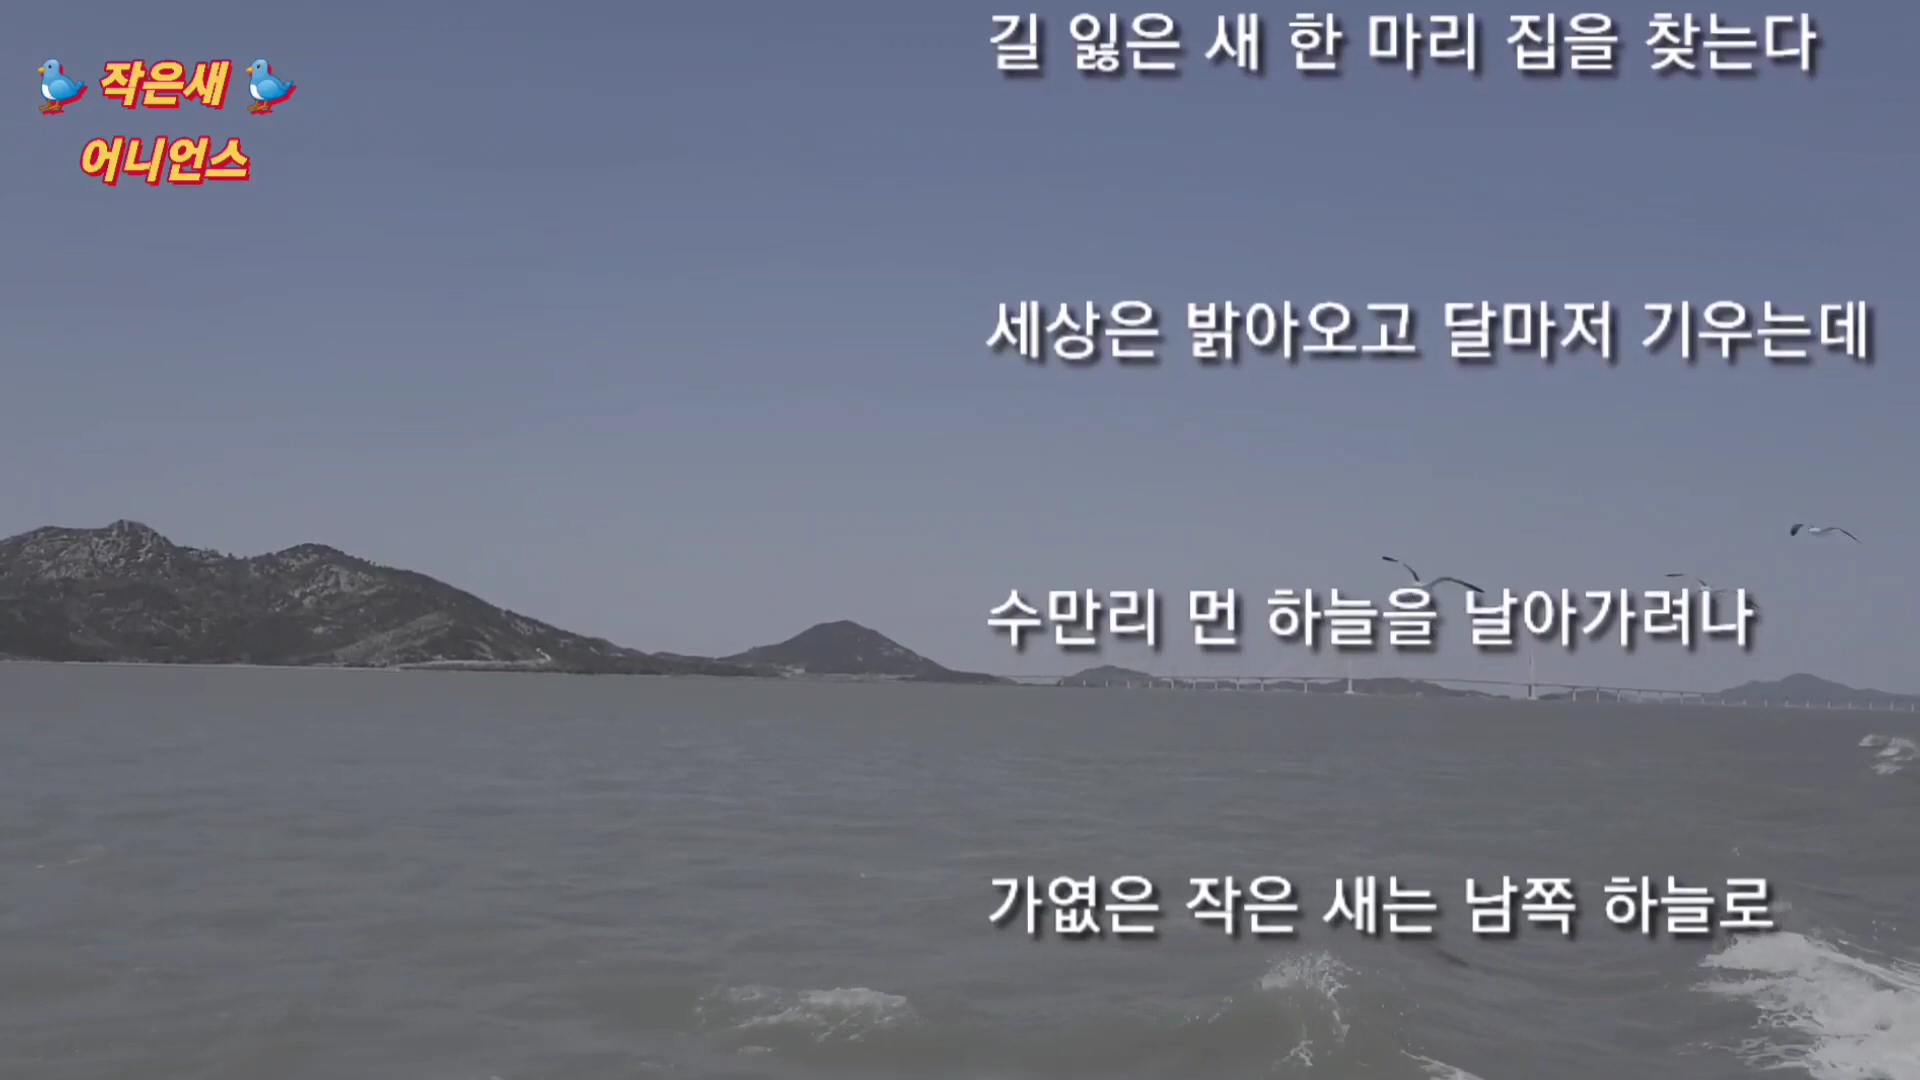 🐦 작은새 🐦
어니언스
길 잃은 새 한 마리 집을 찾는다
세상은 밝아오고 달마저 기우는데
수만리 먼 하늘을 날아가려나
가엾은 작은 새는 남쪽 하늘로